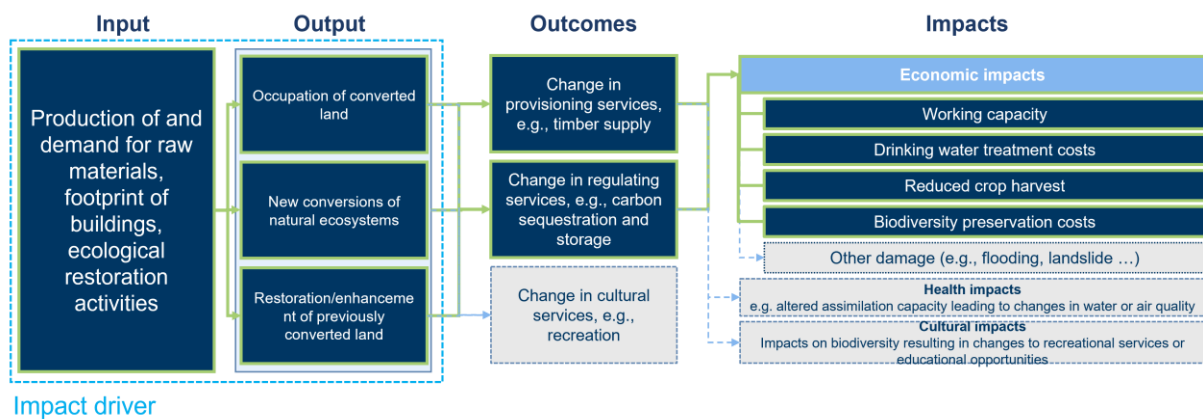 Input
Output
Outcomes
Impacts
Production of and
demand for raw
materials,
footprint of
buildings,
ecological
restoration
activities
Occupation of converted
land
New conversions of
natural ecosystems
Restoration/enhanceme
nt of previously
converted land
Change in
provisioning services,
e.g., timber supply
Change in regulating
services, e.g., carbon
sequestration and
storage
Change in cultural
services, e.g.,
recreation
Economic impacts
Working capacity
Drinking water treatment costs
Reduced crop harvest
Biodiversity preservation costs
Other damage (e.g., flooding, landslide ...)
Health impacts
e.g. altered assimilation capacity leading to changes in water or air quality
Cultural impacts
Impacts on biodiversity resulting in changes to recreational services or
educational opportunities
Impact driver